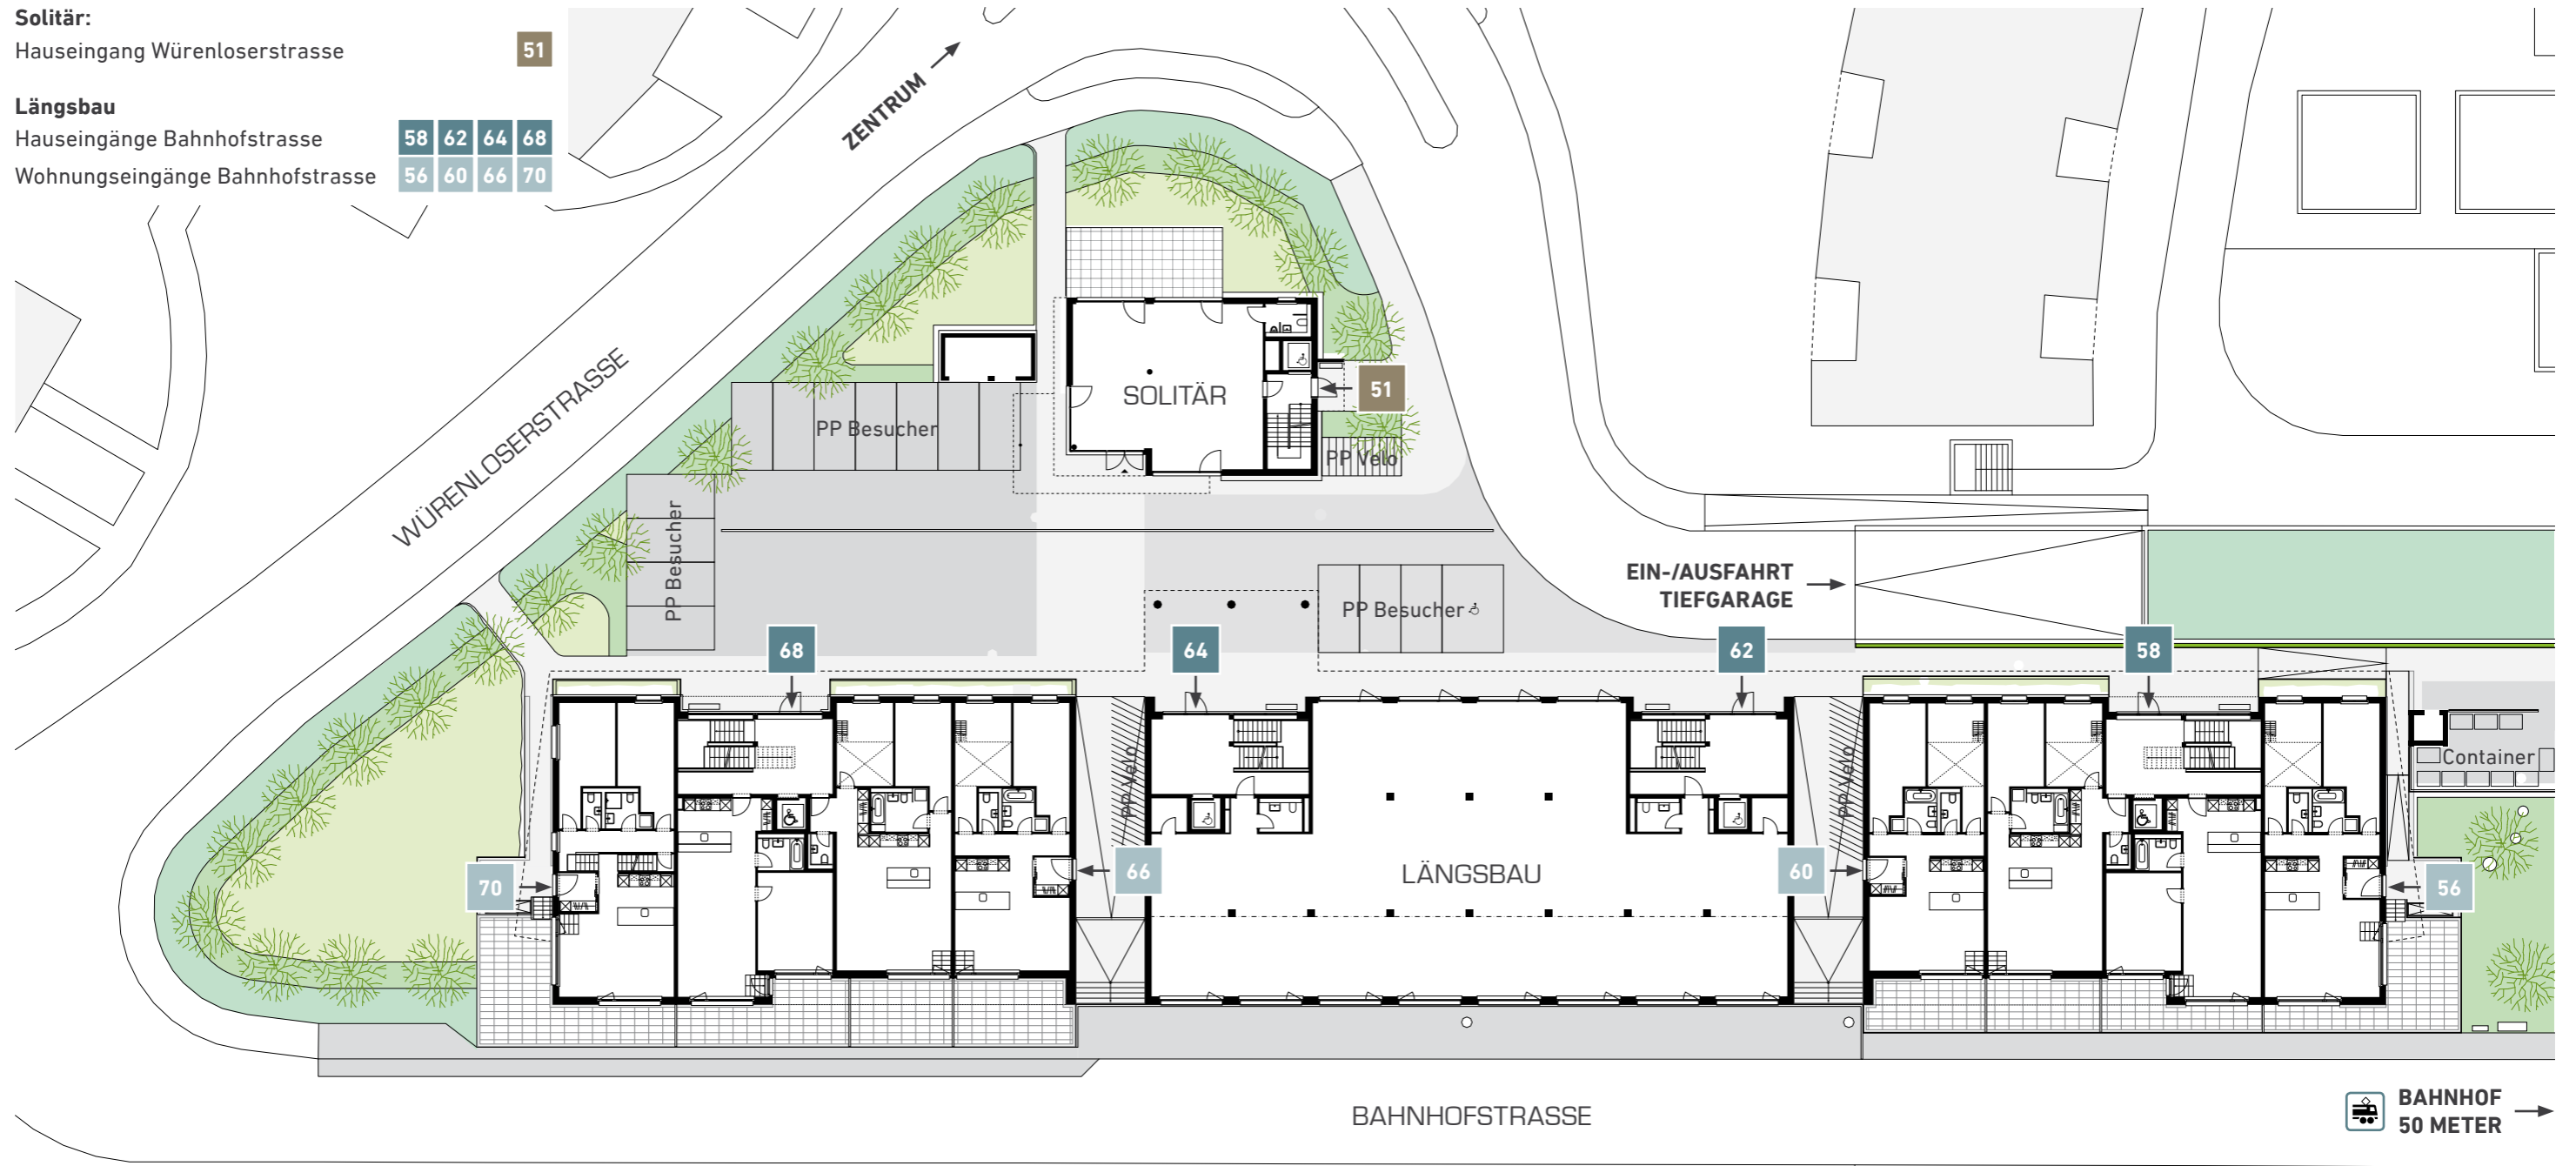 Solitär:
Hauseingang Würenloserstrasse 51
Längsbau
Hauseingänge Bahnhofstrasse 58 62 64 68
Wohnungseingänge Bahnhofstrasse 56 60 66 70
ZENTRUM
WÜRENLOSERSTRASSE
SOLITÄR
51
PP Besucher
PP Velo
PP Besucher
EIN-/AUSFAHRT
TIEFGARAGE
PP Besucher
68
64
62
58
PP Velo
PP Velo
Container
70
66
LÄNGSBAU
60
56
BAHNHOFSTRASSE
BAHNHOF
50 METER